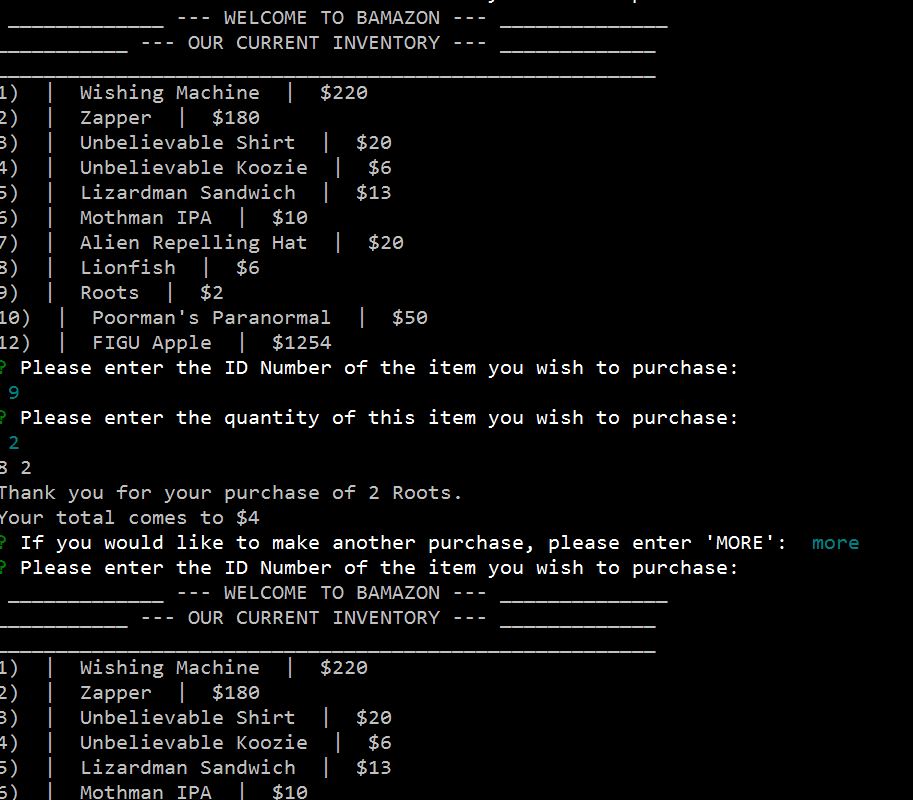 _____________ --- WELCOME TO BAMAZON --- ______________
___________ --- OUR CURRENT INVENTORY --- _____________
_______________________________________________________
1)  |  Wishing Machine  |  $220
2)  |  Zapper  |  $180
3)  |  Unbelievable Shirt  |  $20
4)  |  Unbelievable Koozie  |  $6
5)  |  Lizardman Sandwich  |  $13
6)  |  Mothman IPA  |  $10
7)  |  Alien Repelling Hat  |  $20
8)  |  Lionfish  |  $6
9)  |  Roots  |  $2
10)  |  Poorman's Paranormal  |  $50
12)  |  FIGU Apple  |  $1254
? Please enter the ID Number of the item you wish to purchase:
9
? Please enter the quantity of this item you wish to purchase:
2
8 2
Thank you for your purchase of 2 Roots.
Your total comes to $4
? If you would like to make another purchase, please enter 'MORE':  more
? Please enter the ID Number of the item you wish to purchase:
_____________ --- WELCOME TO BAMAZON --- ______________
___________ --- OUR CURRENT INVENTORY --- _____________
_______________________________________________________
1)  |  Wishing Machine  |  $220
2)  |  Zapper  |  $180
3)  |  Unbelievable Shirt  |  $20
4)  |  Unbelievable Koozie  |  $6
5)  |  Lizardman Sandwich  |  $13
6)  |  Mothman IPA  |  $10